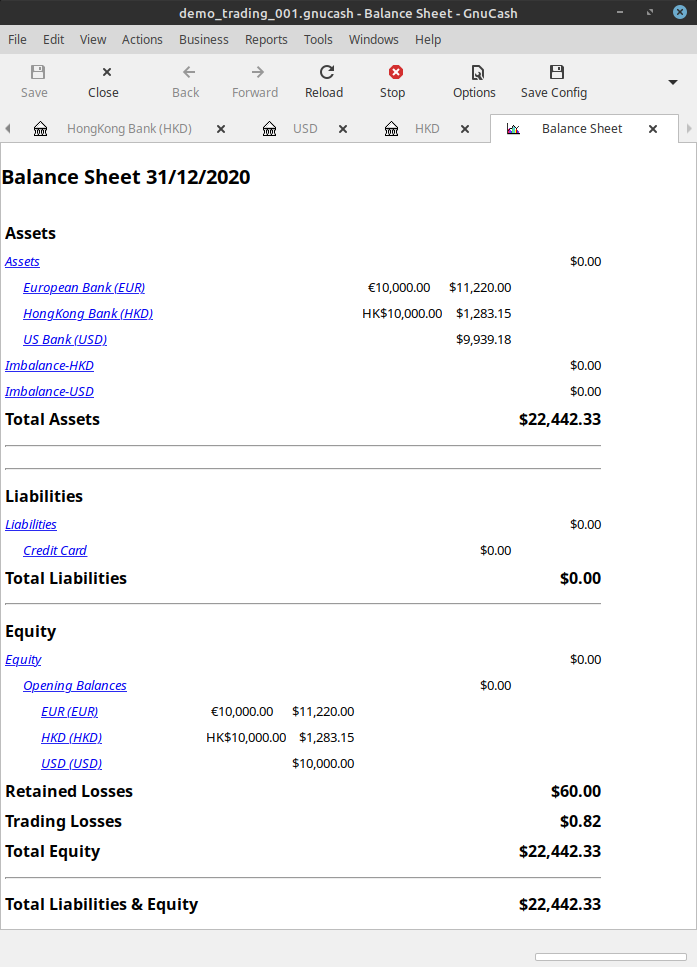 demo_trading_001.gnucash - Balance Sheet - GnuCash
File Edit View Actions Business Reports Tools Windows Help
Save Close Back Forward Reload Stop Options Save Config
HongKong Bank (HKD) USD HKD Balance Sheet
Balance Sheet 31/12/2020
Assets
Assets $0.00
European Bank (EUR) €10,000.00 $11,220.00
HongKong Bank (HKD) HK$10,000.00 $1,283.15
US Bank (USD) $9,939.18
Imbalance-HKD $0.00
Imbalance-USD $0.00
Total Assets $22,442.33
Liabilities
Liabilities $0.00
Credit Card $0.00
Total Liabilities $0.00
Equity
Equity $0.00
Opening Balances $0.00
EUR (EUR) €10,000.00 $11,220.00
HKD (HKD) HK$10,000.00 $1,283.15
USD (USD) $10,000.00
Retained Losses $60.00
Trading Losses $0.82
Total Equity $22,442.33
Total Liabilities & Equity $22,442.33